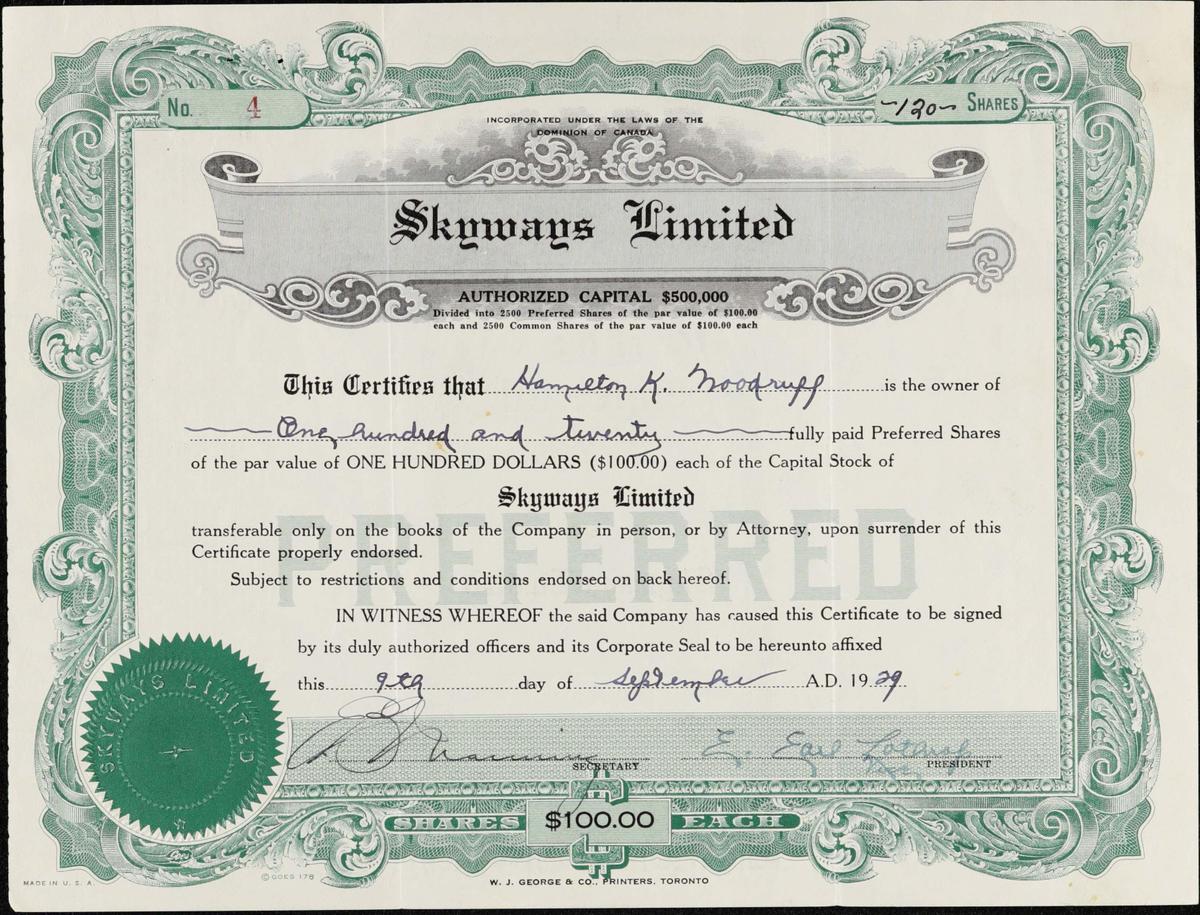 No. 4
~120~ SHARES
INCORPORATED UNDER THE LAWS OF THE
DOMINION OF CANADA
Skyways Limited
AUTHORIZED CAPITAL $500,000
Divided into 2500 Preferred Shares of the par value of $100.00
each and 2500 Common Shares of the par value of $100.00 each
This Certifies that Hamilton K. Woodruff is the owner of
One hundred and twenty fully paid Preferred Shares
of the par value of ONE HUNDRED DOLLARS ($100.00) each of the Capital Stock of
Skyways Limited
PREFERRED
transferable only on the books of the Company in person, or by Attorney, upon surrender of this
Certificate properly endorsed.
Subject to restrictions and conditions endorsed on back hereof.
IN WITNESS WHEREOF the said Company has caused this Certificate to be signed
by its duly authorized officers and its Corporate Seal to be hereunto affixed
this 9th day of September A.D. 1929
SKYWAYS LIMITED
E. Earl Lothrop
SECRETARY
PRESIDENT
SHARES $100.00 EACH
MADE IN U. S. A.
©GOES 178
W. J. GEORGE & CO., PRINTERS, TORONTO